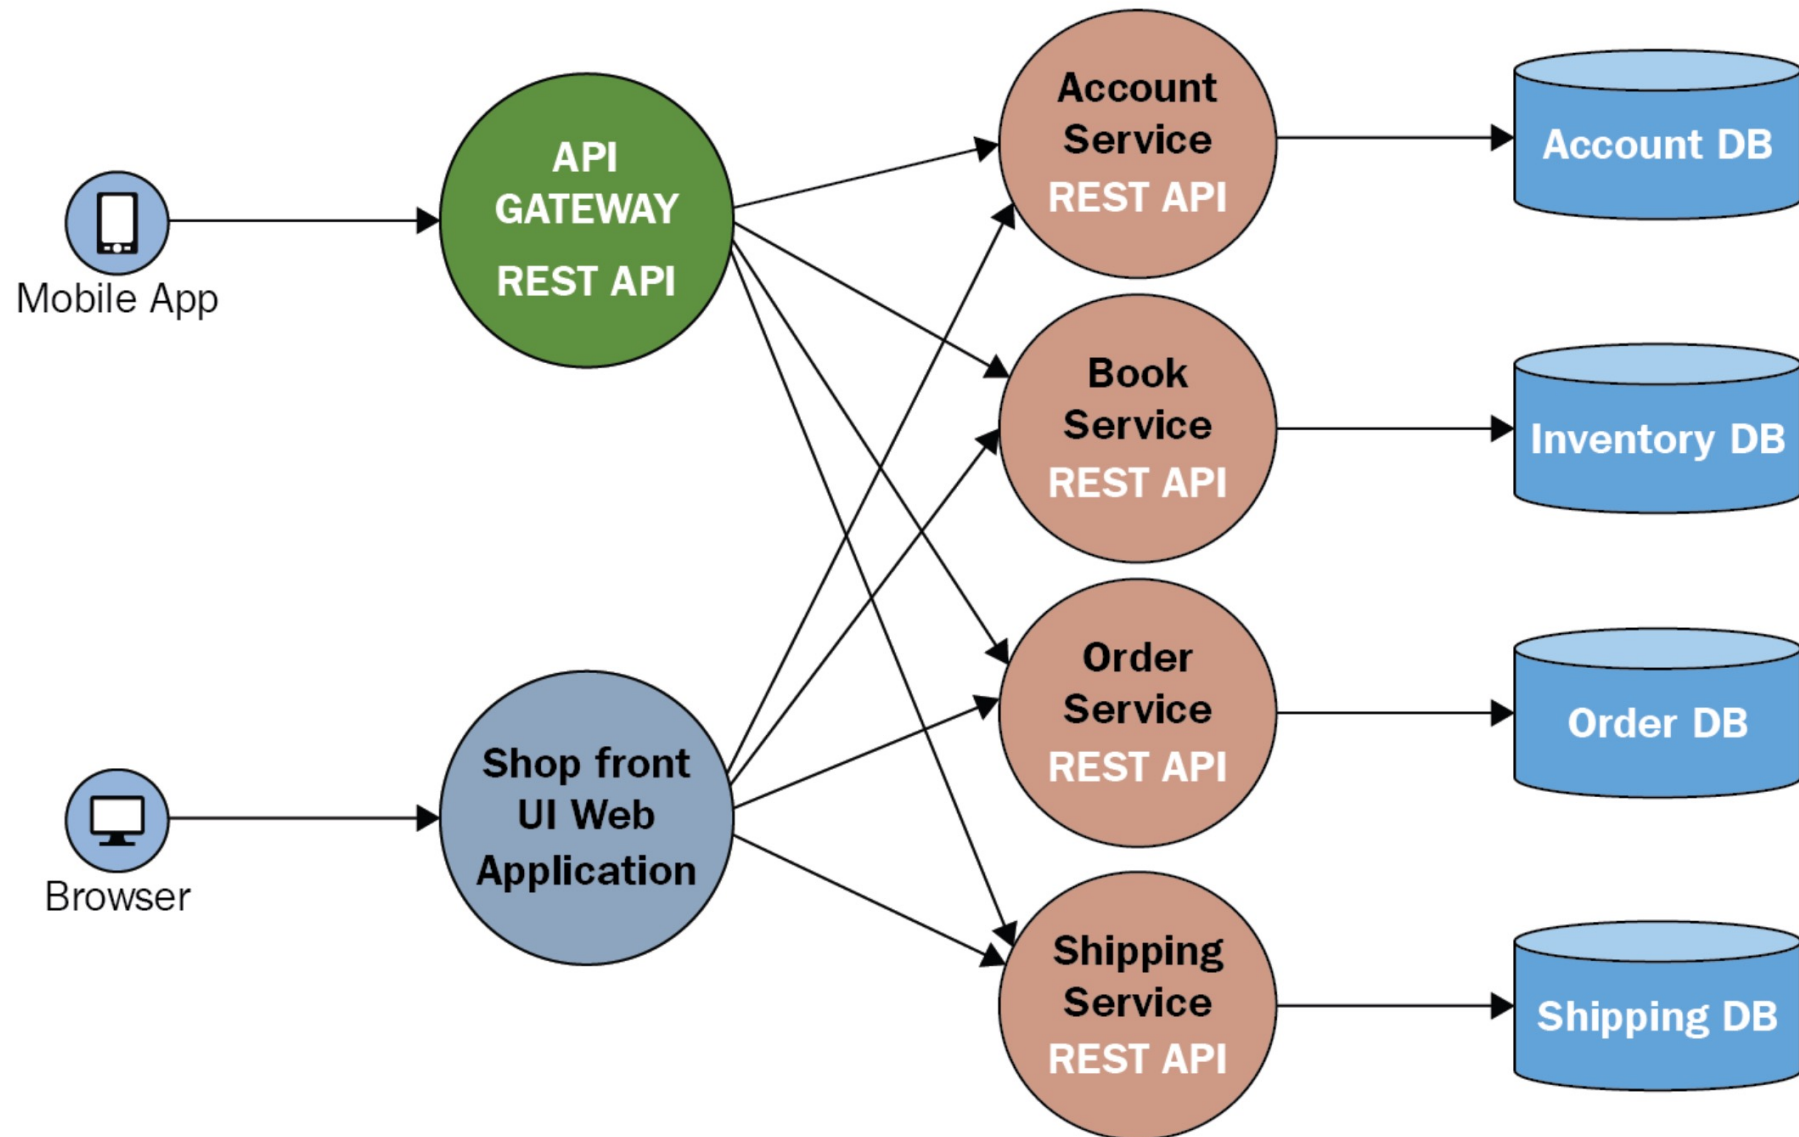 Mobile App
API
GATEWAY
REST API
Account
Service
REST API
Account DB
Book
Service
REST API
Inventory DB
Browser
Shop front
UI Web
Application
Order
Service
REST API
Order DB
Shipping
Service
REST API
Shipping DB